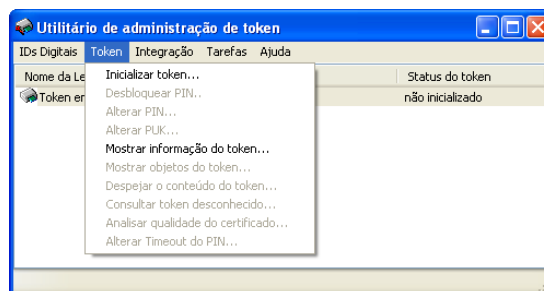 Utilitário de administração de token
IDs Digitais Token Integração Tarefas Ajuda
Nome da Le Status do token
Token en não inicializado
Inicializar token...
Desbloquear PIN..
Alterar PIN...
Alterar PUK...
Mostrar informação do token...
Mostrar objetos do token...
Despejar o conteúdo do token...
Consultar token desconhecido...
Analisar qualidade do certificado...
Alterar Timeout do PIN...